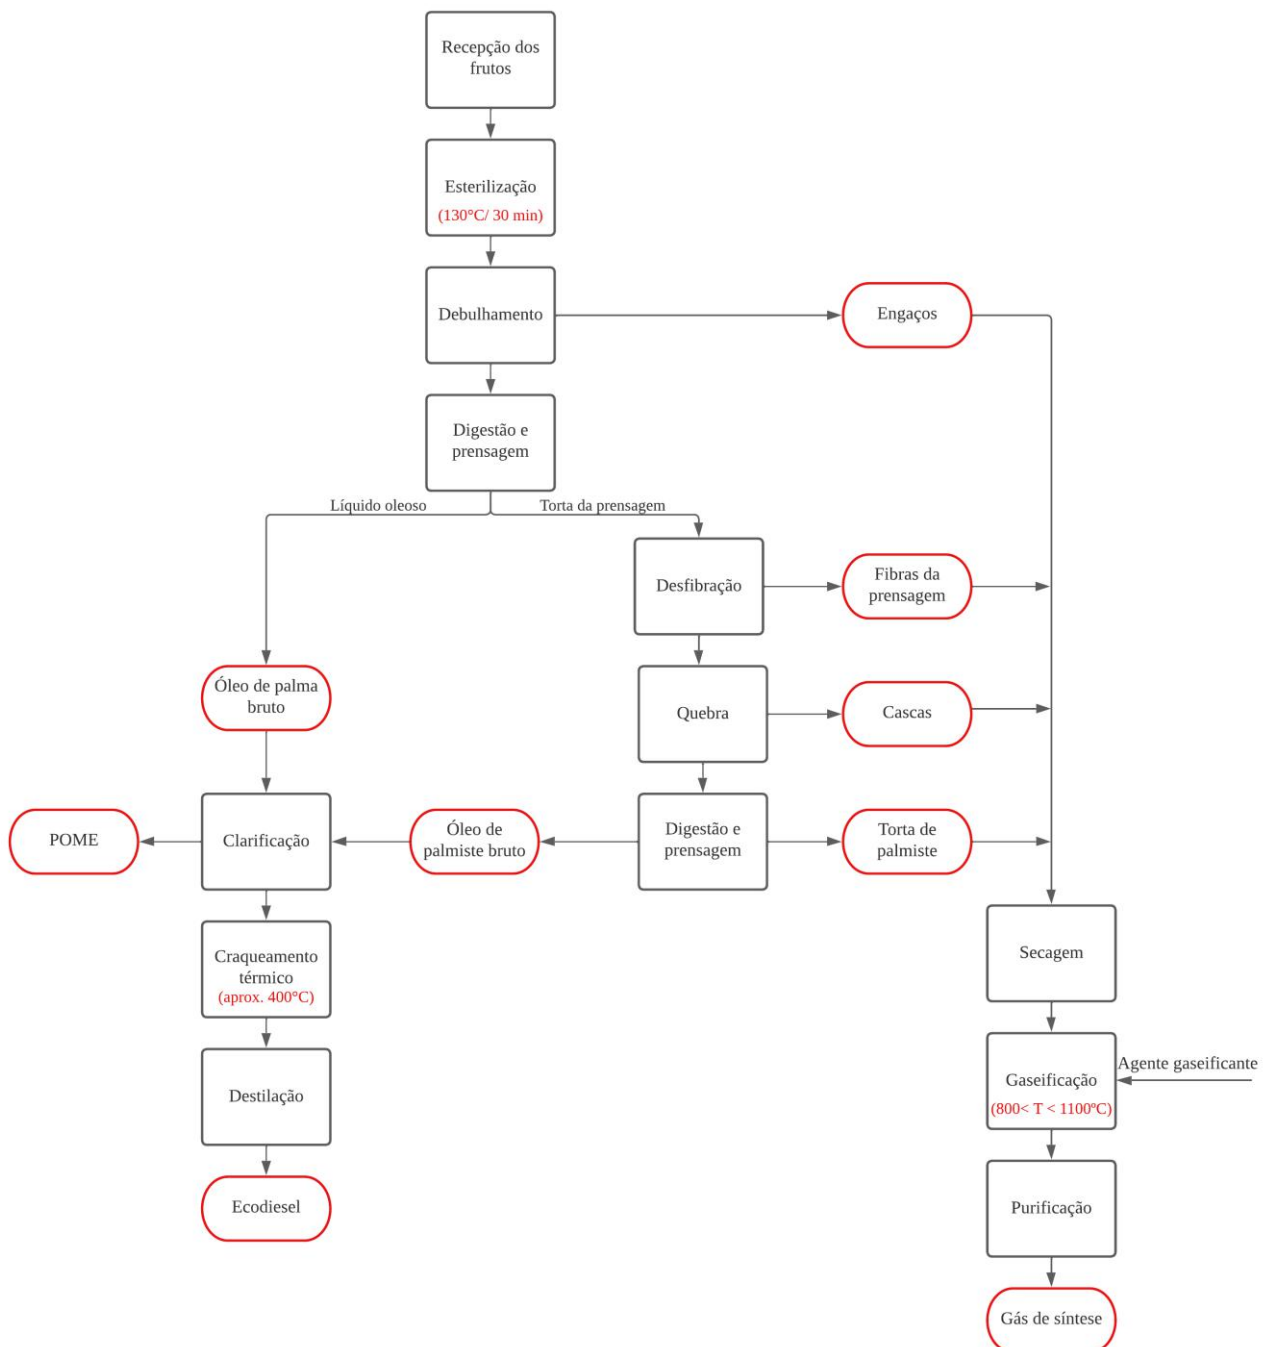 Recepção dos
frutos
Esterilização
(130°C/ 30 min)
Debulhamento
Engaços
Digestão e
prensagem
Líquido oleoso
Torta da prensagem
Desfibração
Fibras da
prensagem
Óleo de palma
bruto
Quebra
Cascas
POME
Clarificação
Óleo de
palmiste bruto
Digestão e
prensagem
Torta de
palmiste
Craqueamento
térmico
(aprox. 400°C)
Secagem
Destilação
Agente gaseificante
Gaseificação
(800< T < 1100ºC)
Ecodiesel
Purificação
Gás de síntese